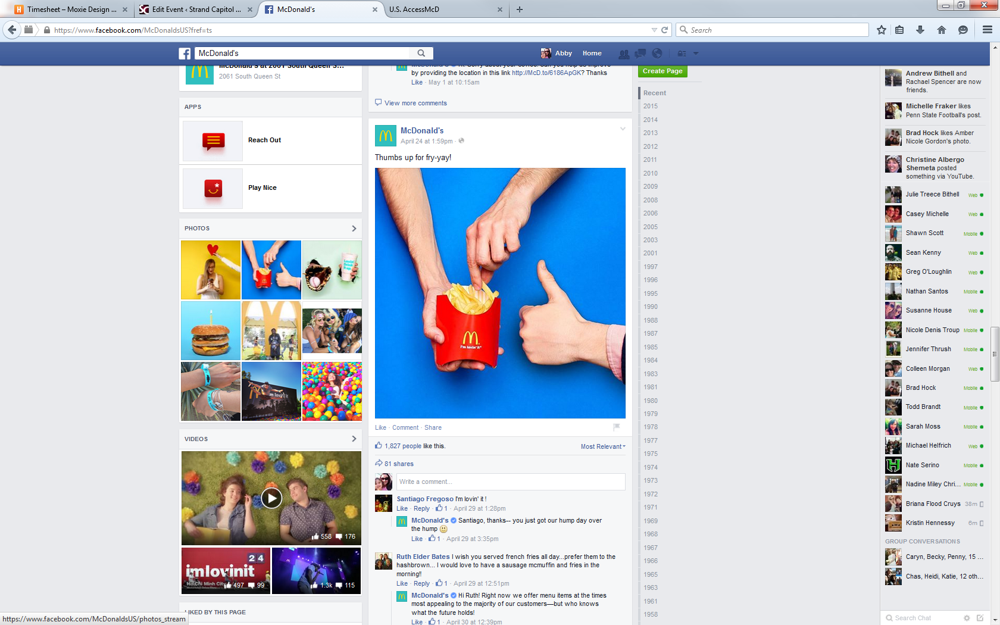 Timesheet – Moxie Design ...
Edit Event ‹ Strand Capitol ...
McDonald's
U.S. AccessMcD
https://www.facebook.com/McDonaldsUS?fref=ts
Search
McDonald's
Abby
Home
2061 South Queen St
APPS
Reach Out
Play Nice
PHOTOS
VIDEOS
558 176
24
imlovinit
Ho Chi Minh City
497 99
1.3k 115
LIKED BY THIS PAGE
https://www.facebook.com/McDonaldsUS/photos_stream
by providing the location in this link http://McD.to/6186ApGK? Thanks
Like · May 1 at 10:15am
View more comments
McDonald's
April 24 at 1:59pm ·
Thumbs up for fry-yay!
i'm lovin' it
Like · Comment · Share
1,827 people like this.
Most Relevant
81 shares
Write a comment...
Santiago Fregoso I'm lovin' it !
Like · Reply · 1 · April 29 at 1:28pm
McDonald's Santiago, thanks-- you just got our hump day over
the hump
Like · 1 · April 29 at 3:35pm
Ruth Elder Bates I wish you served french fries all day...prefer them to the
hashbrown... I would love to have a sausage mcmuffin and fries in the
morning!!
Like · Reply · 1 · April 29 at 12:51pm
McDonald's Hi Ruth! Right now we offer menu items at the times
most appealing to the majority of our customers—but who knows
what the future holds!
Like · 1 · April 30 at 12:39pm
Create Page
Recent
2015
2014
2013
2012
2011
2010
2009
2008
2006
2005
2003
2001
1997
1996
1995
1990
1988
1987
1985
1984
1983
1981
1980
1979
1978
1977
1975
1974
1973
1972
1971
1969
1968
1967
1966
1965
1963
1961
1958
Andrew Bithell and
Rachael Spencer are now
friends.
Michelle Fraker likes
Penn State Football's post.
Brad Hock likes Amber
Nicole Gordon's photo.
Christine Albergo
Shemeta posted
something via YouTube.
Julie Treece Bithell Web
Casey Michelle Web
Shawn Scott Mobile
Sean Kenny Web
Greg O'Loughlin Web
Nathan Santos Mobile
Susanne House Web
Nicole Denis Troup Mobile
Jennifer Thrush Mobile
Colleen Morgan Web
Brad Hock Mobile
Todd Brandt Mobile
Sarah Moss Mobile
Michael Helfrich Web
Nate Serino Mobile
Nadine Miley Chri... Mobile
Briana Flood Cruys 38m
Kristin Hennessy 6m
GROUP CONVERSATIONS
Caryn, Becky, Penny, 15 ...
Chas, Heidi, Katie, 12 oth...
Search Chat